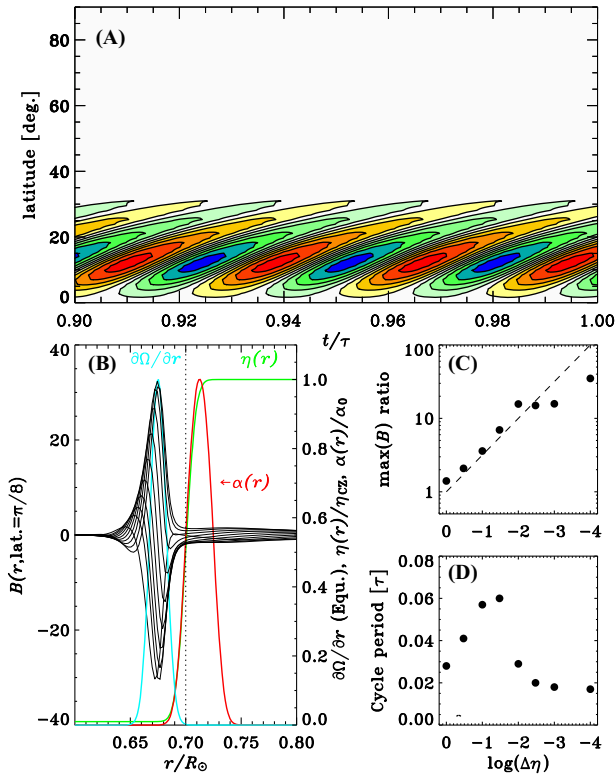 (A)
80
60
40
20
0
latitude [deg.]
0.90 0.92 0.94 0.96 0.98 1.00
t/τ
(B) ∂Ω/∂r η(r)
40
20
0
−20
−40
B(r,lat.=π/8)
←α(r)
1.0
0.8
0.6
0.4
0.2
0.0
∂Ω/∂r (Equ.), η(r)/ηCZ, α(r)/α0
0.65 0.70 0.75 0.80
r/R⊙
(C)
100
10
1
max(B) ratio
0 −1 −2 −3 −4
(D)
0.08
0.06
0.04
0.02
0.00
Cycle period [τ]
0 −1 −2 −3 −4
log(Δη)